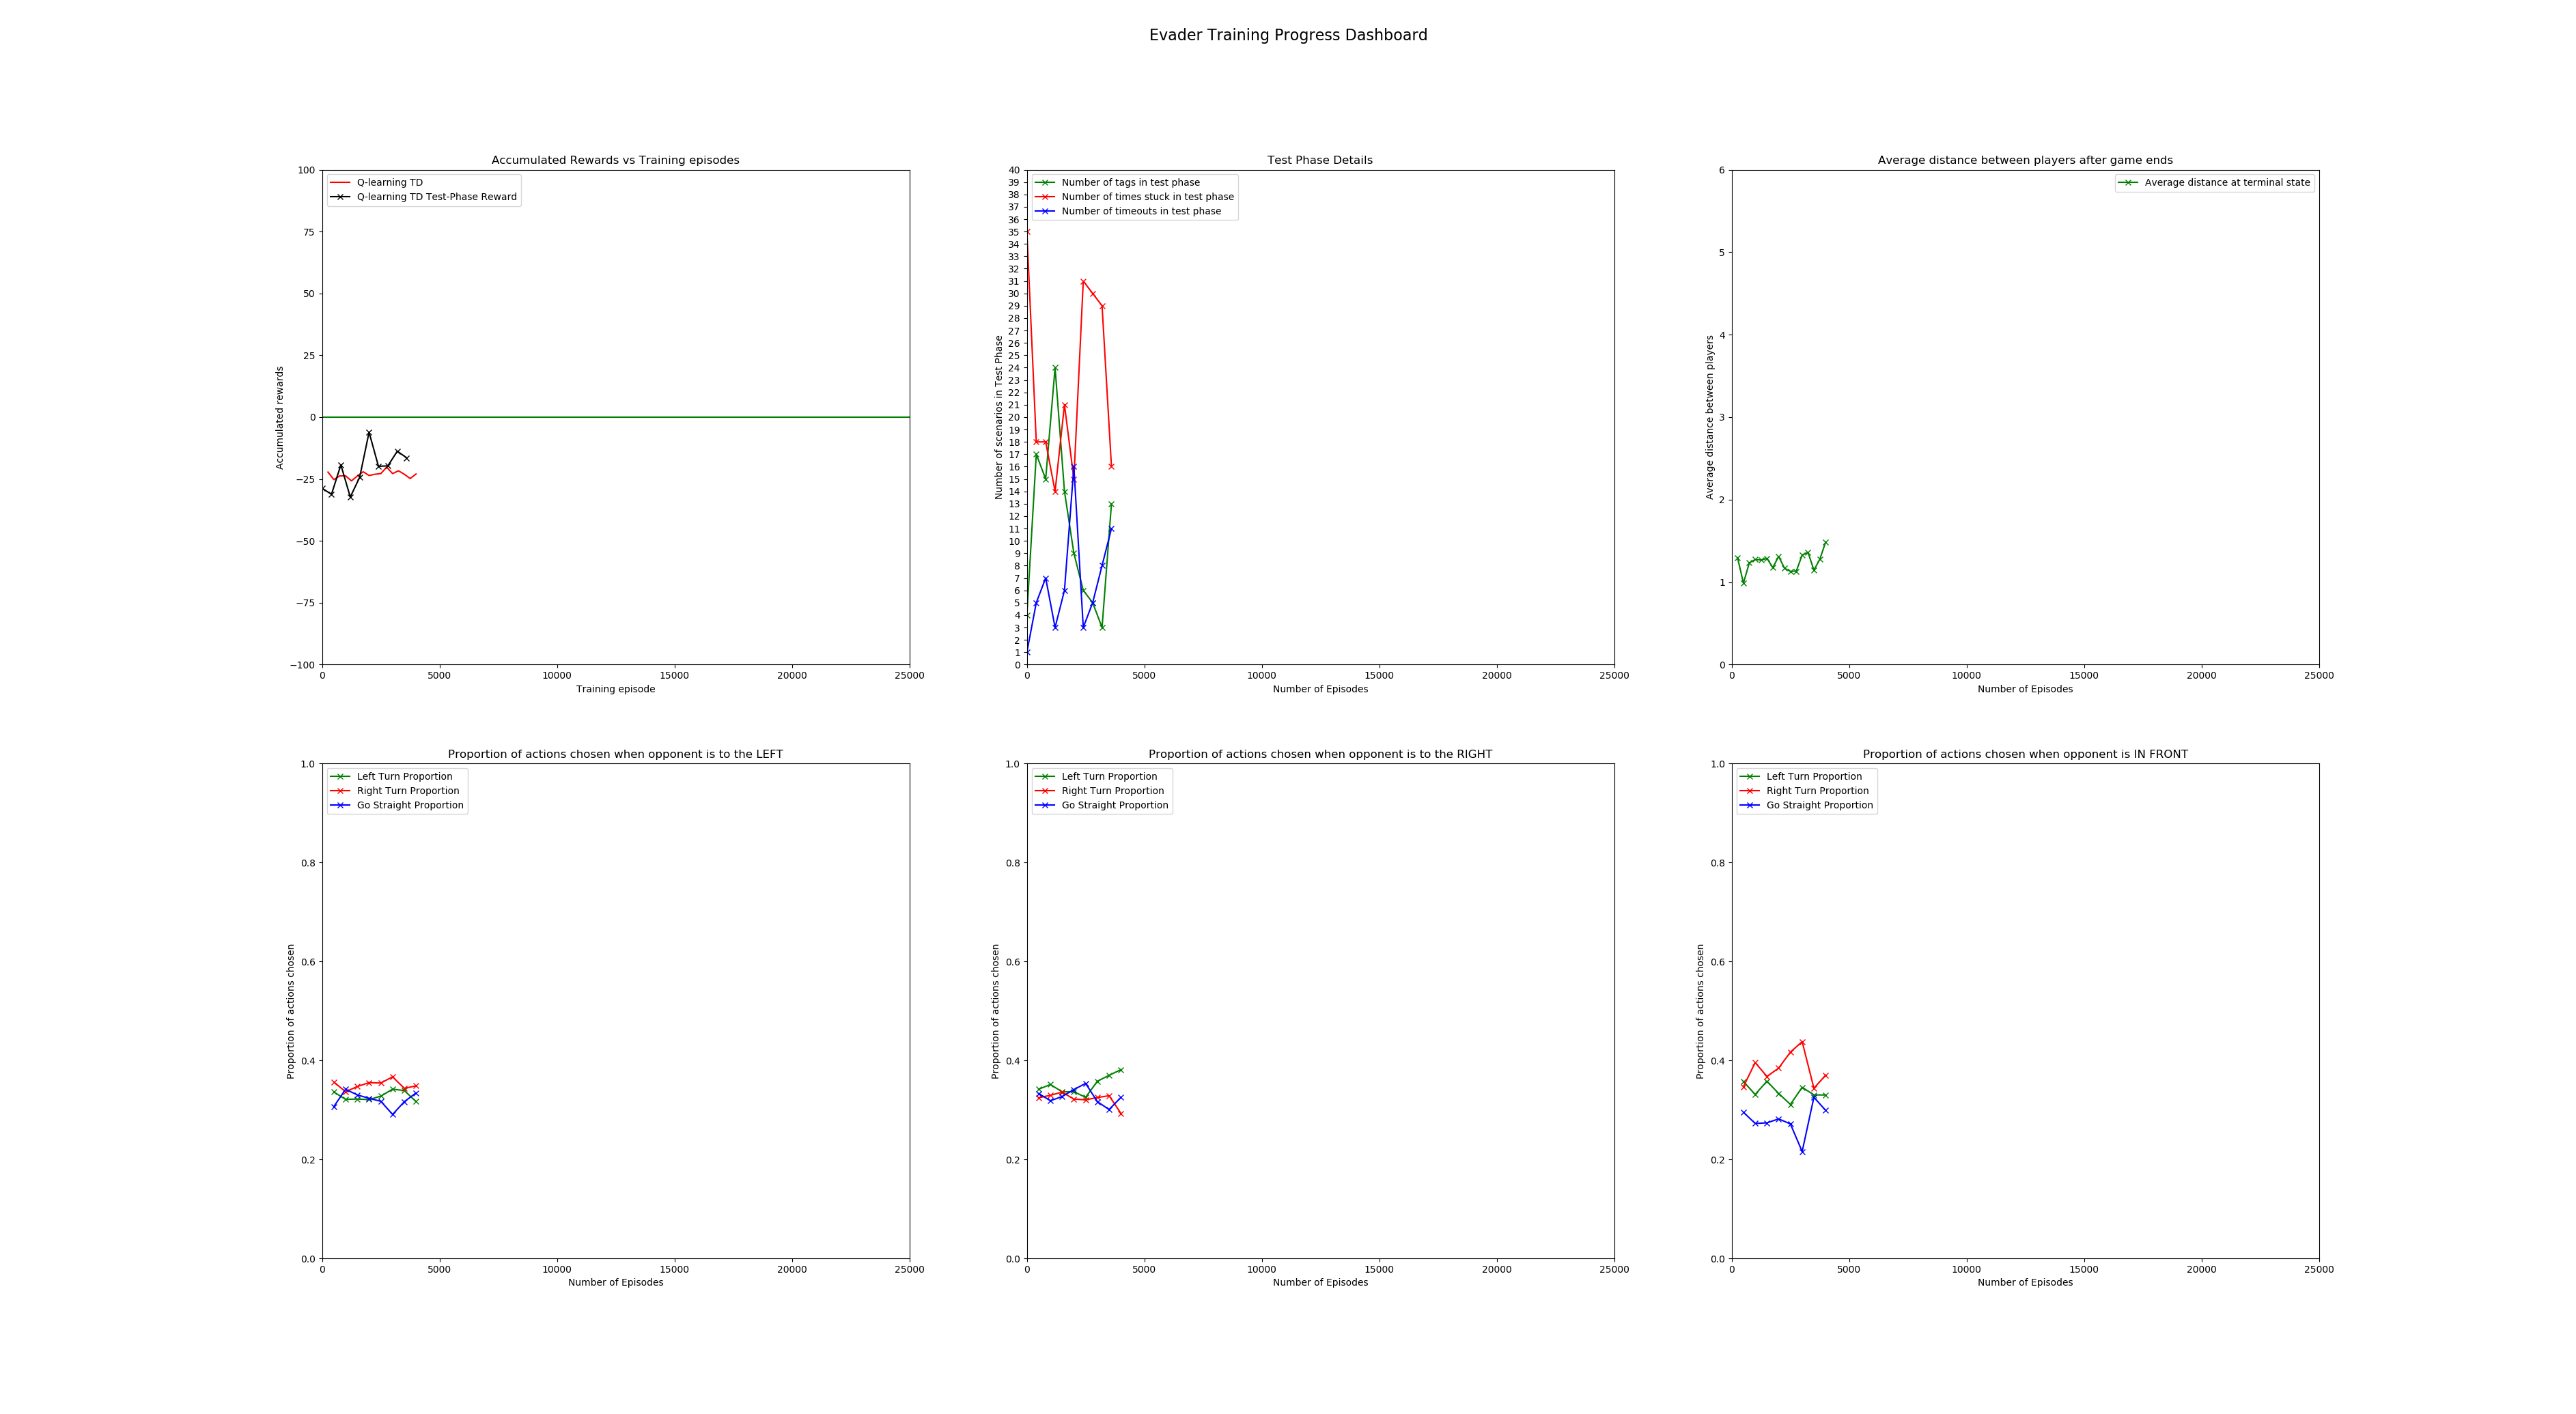 Evader Training Progress Dashboard
Accumulated Rewards vs Training episodes
Q-learning TD
Q-learning TD Test-Phase Reward
100
75
50
25
0
−25
−50
−75
−100
Accumulated rewards
0 5000 10000 15000 20000 25000
Training episode
Test Phase Details
Number of tags in test phase
Number of times stuck in test phase
Number of timeouts in test phase
40
39
38
37
36
35
34
33
32
31
30
29
28
27
26
25
24
23
22
21
20
19
18
17
16
15
14
13
12
11
10
9
8
7
6
5
4
3
2
1
0
Number of scenarios in Test Phase
0 5000 10000 15000 20000 25000
Number of Episodes
Average distance between players after game ends
Average distance at terminal state
6
5
4
3
2
1
0
Average distance between players
0 5000 10000 15000 20000 25000
Number of Episodes
Proportion of actions chosen when opponent is to the LEFT
Left Turn Proportion
Right Turn Proportion
Go Straight Proportion
1.0
0.8
0.6
0.4
0.2
0.0
Proportion of actions chosen
0 5000 10000 15000 20000 25000
Number of Episodes
Proportion of actions chosen when opponent is to the RIGHT
Left Turn Proportion
Right Turn Proportion
Go Straight Proportion
1.0
0.8
0.6
0.4
0.2
0.0
Proportion of actions chosen
0 5000 10000 15000 20000 25000
Number of Episodes
Proportion of actions chosen when opponent is IN FRONT
Left Turn Proportion
Right Turn Proportion
Go Straight Proportion
1.0
0.8
0.6
0.4
0.2
0.0
Proportion of actions chosen
0 5000 10000 15000 20000 25000
Number of Episodes